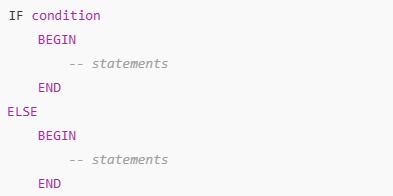 IF condition
    BEGIN
        -- statements
    END
ELSE
    BEGIN
        -- statements
    END